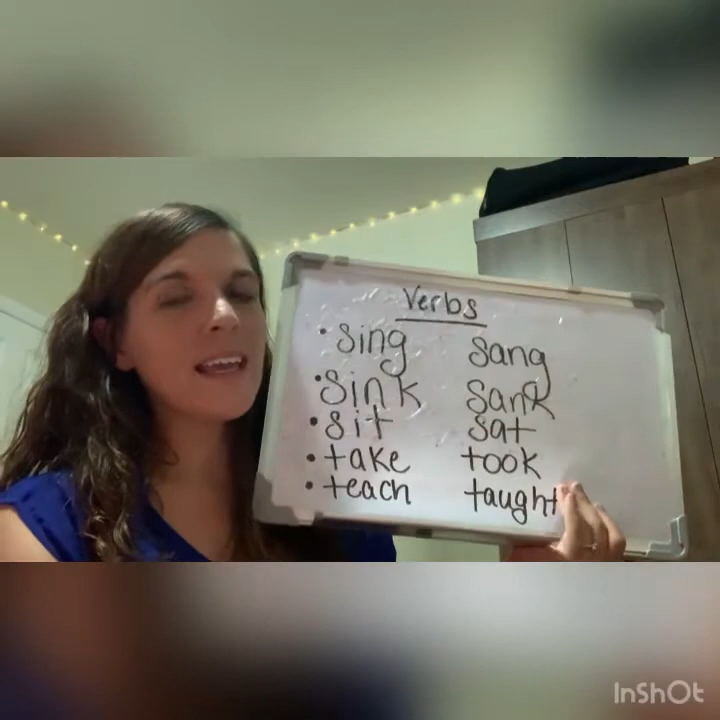 Verbs
• sing sang
• sink sank
• sit sat
• take took
• teach taught
InShOt